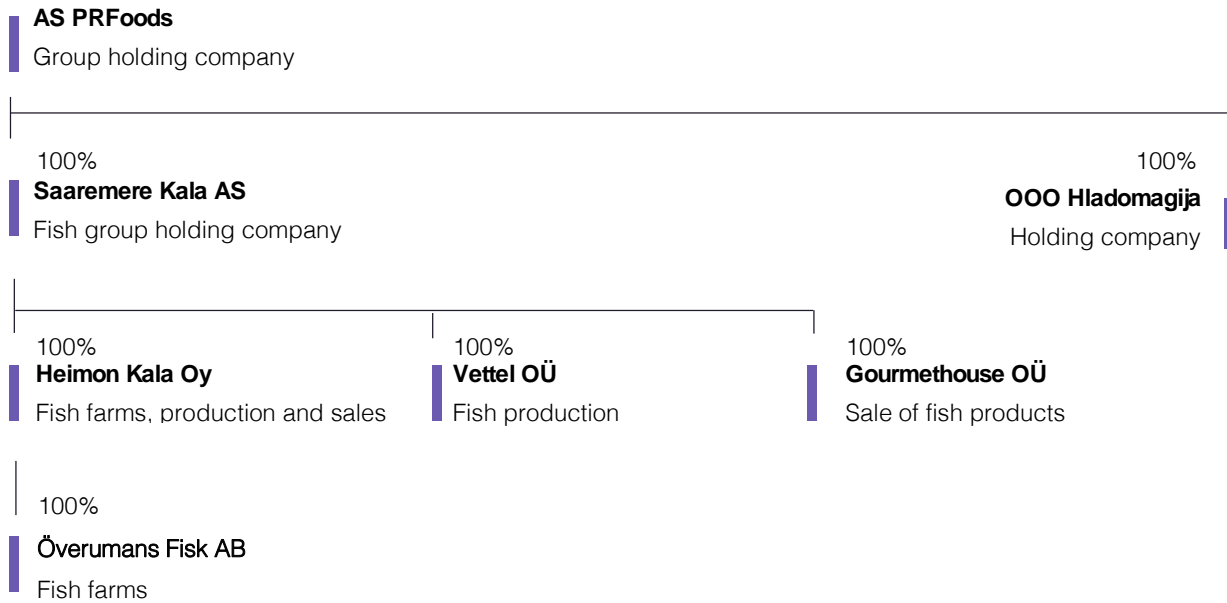 AS PRFoods
Group holding company
100%
Saaremere Kala AS
Fish group holding company
100%
OOO Hladomagija
Holding company
100%
Heimon Kala Oy
Fish farms, production and sales
100%
Vettel OÜ
Fish production
100%
Gourmethouse OÜ
Sale of fish products
100%
Överumans Fisk AB
Fish farms